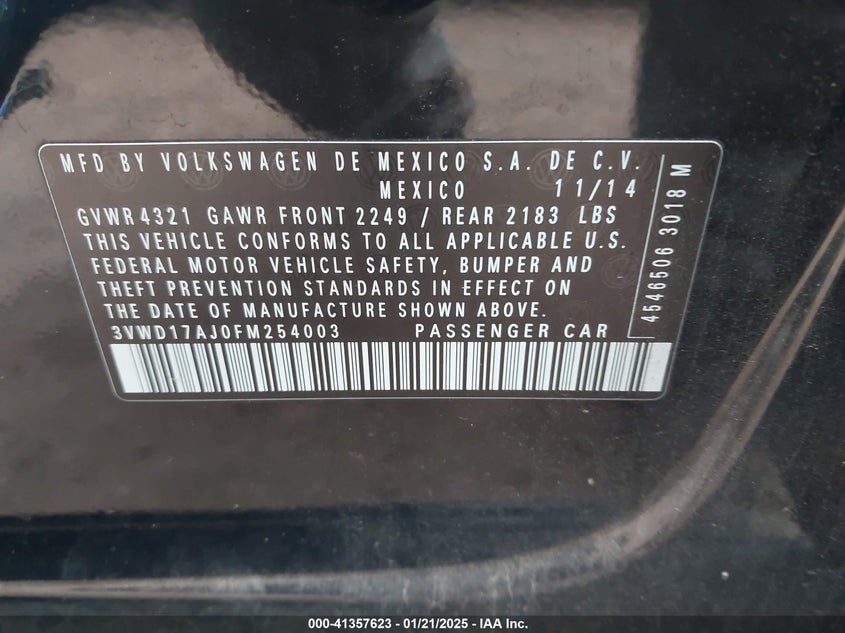 MFD BY VOLKSWAGEN DE MEXICO S.A. DE C.V.
MEXICO 11/14
GVWR 4321 GAWR FRONT 2249 / REAR 2183 LBS
THIS VEHICLE CONFORMS TO ALL APPLICABLE U.S.
FEDERAL MOTOR VEHICLE SAFETY, BUMPER AND
THEFT PREVENTION STANDARDS IN EFFECT ON
THE DATE OF MANUFACTURE SHOWN ABOVE.
3VWD17AJ0FM254003 PASSENGER CAR
4546506 3018 M
000-41357623 - 01/21/2025 - IAA Inc.